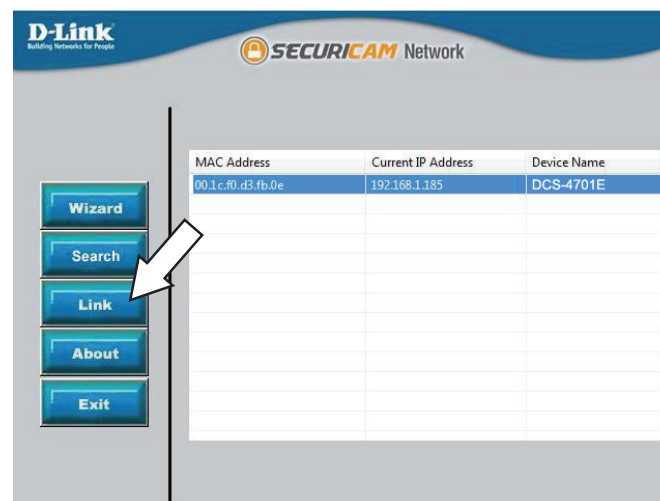 D-Link
Building Networks for People
SECURICAM Network
MAC Address Current IP Address Device Name
00.1c.f0.d3.fb.0e 192.168.1.185 DCS-4701E
Wizard
Search
Link
About
Exit